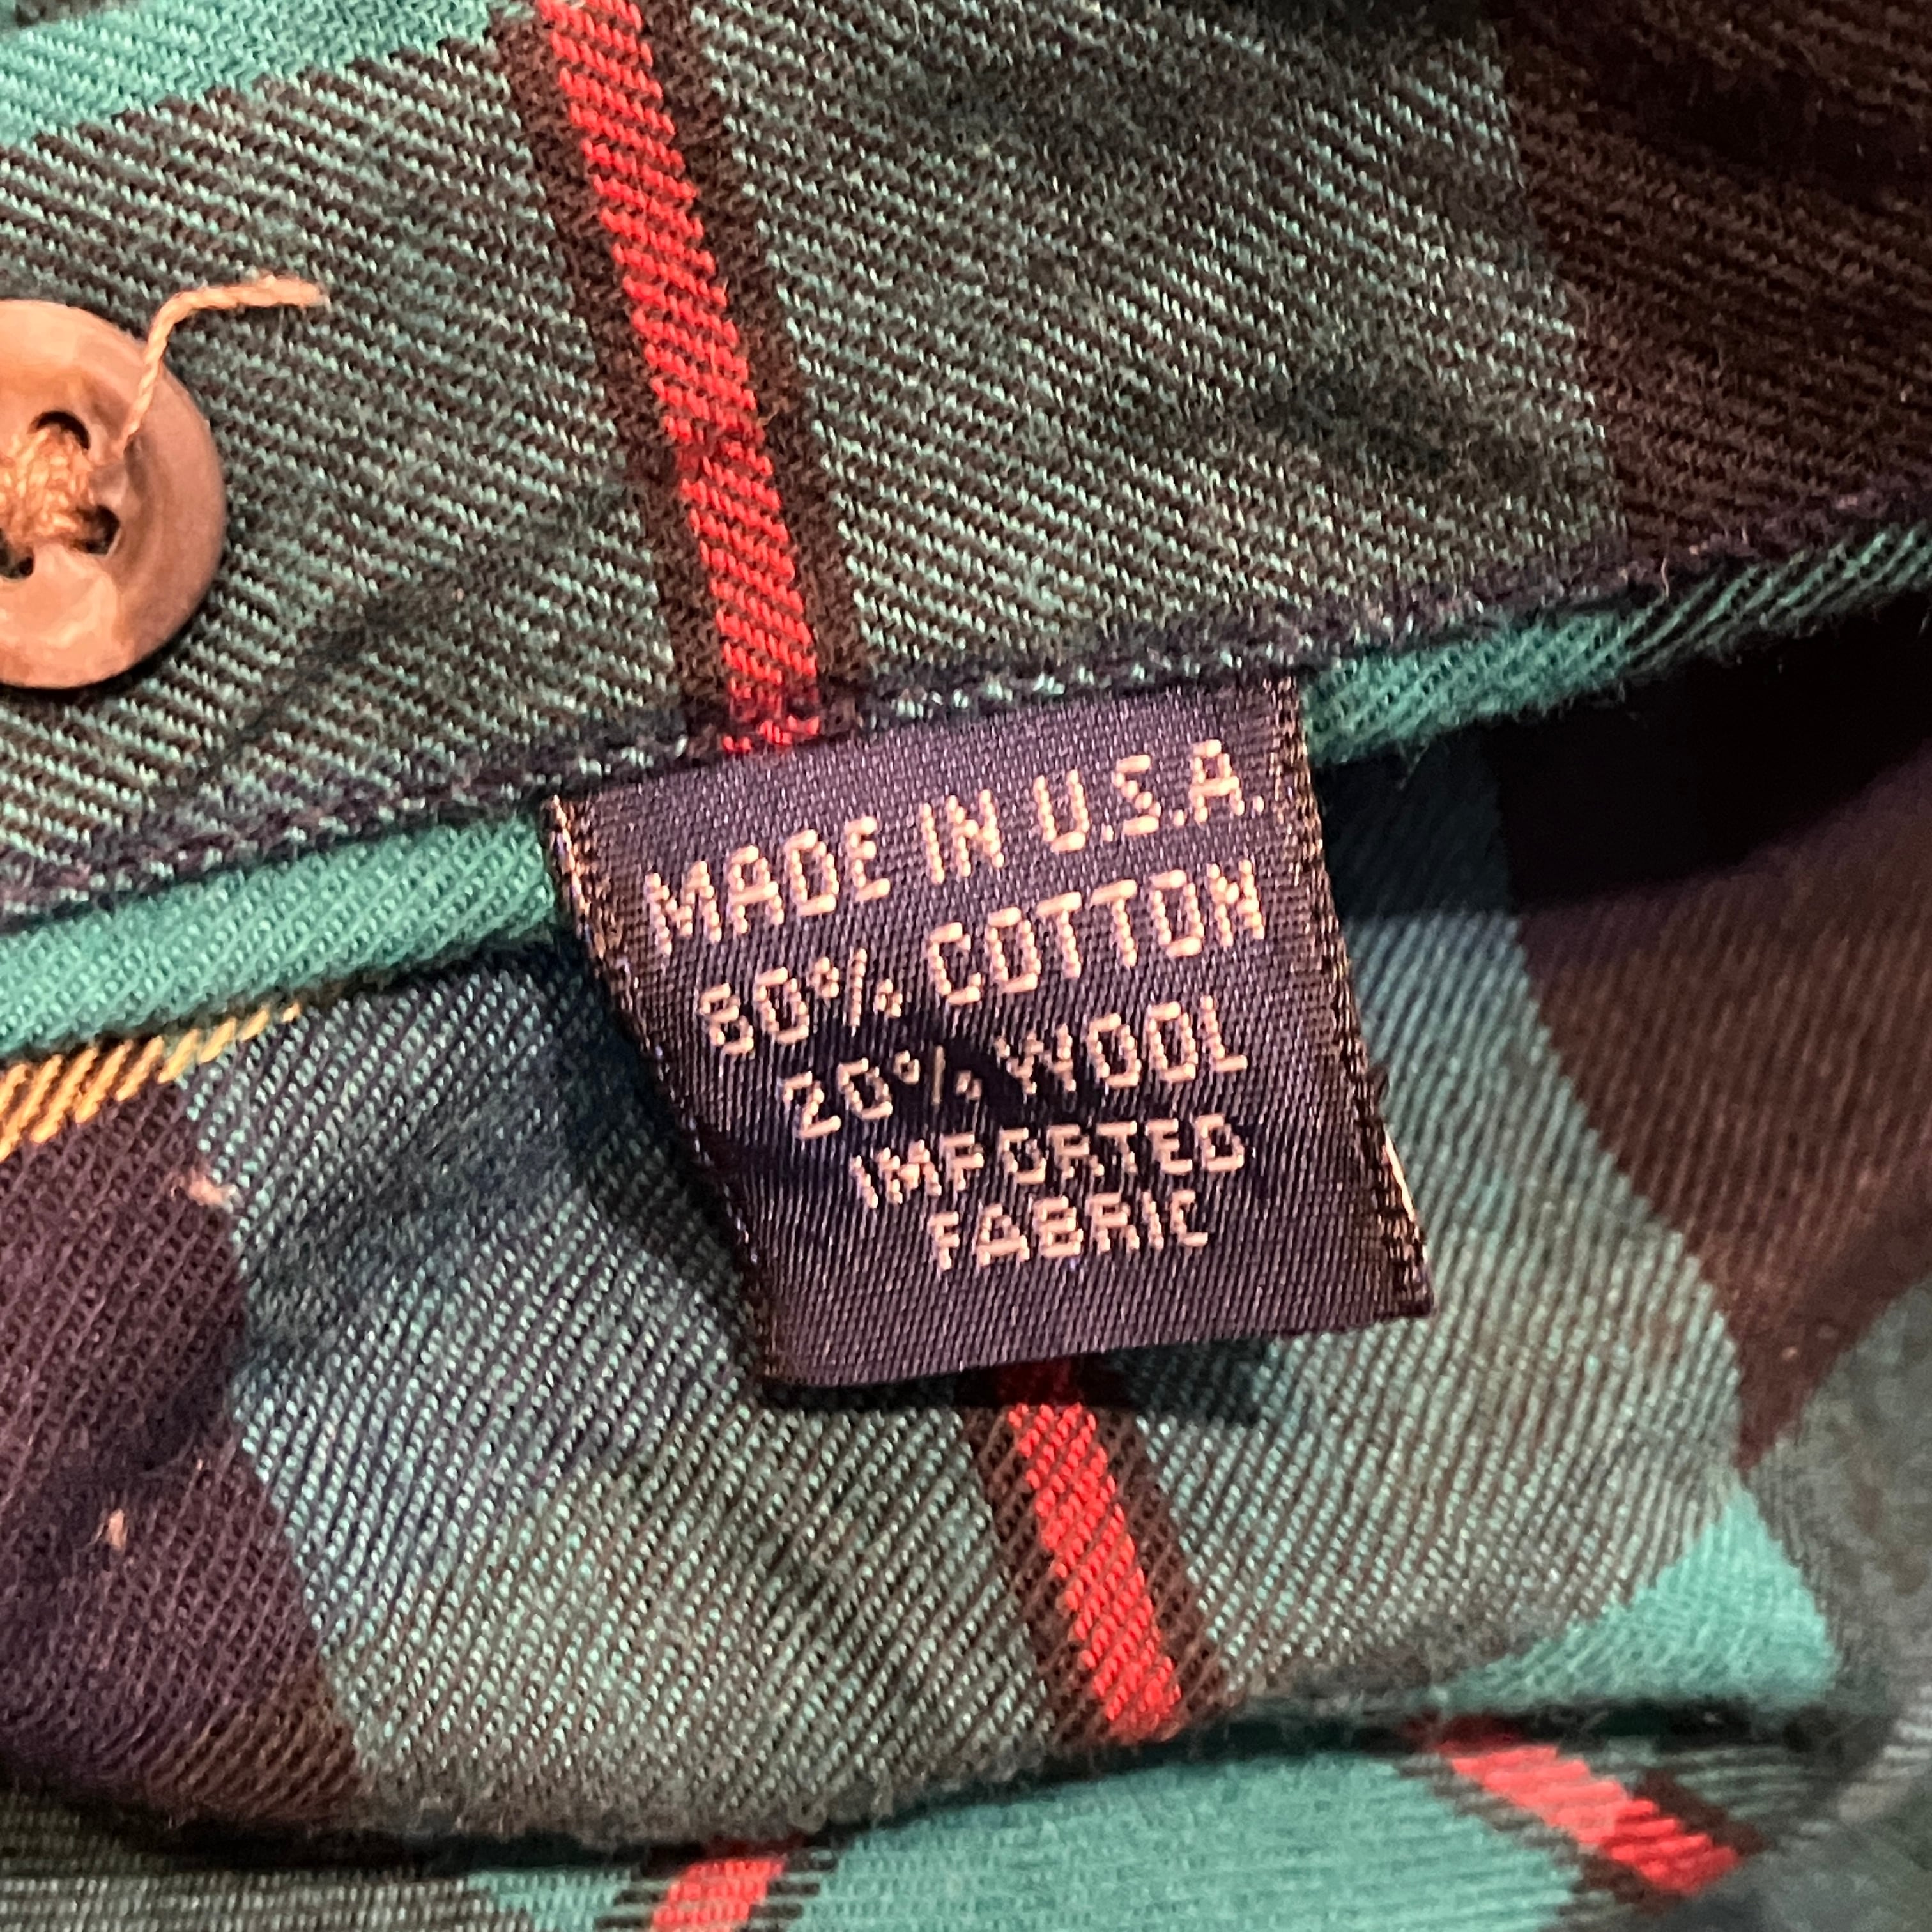 MADE IN U.S.A.
80% COTTON
20% WOOL
IMPORTED
FABRIC